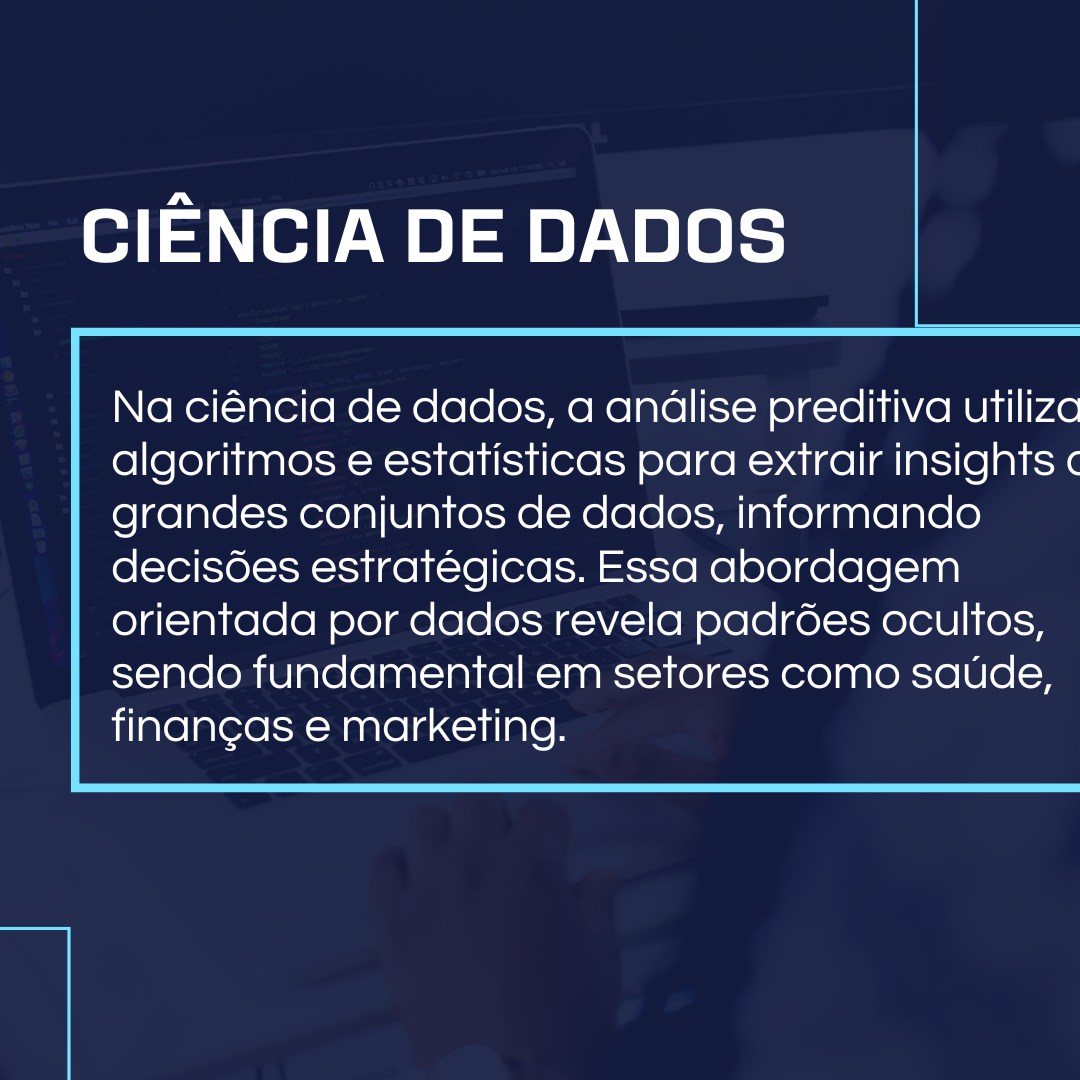 CIÊNCIA DE DADOS
Na ciência de dados, a análise preditiva utiliza
algoritmos e estatísticas para extrair insights
grandes conjuntos de dados, informando
decisões estratégicas. Essa abordagem
orientada por dados revela padrões ocultos,
sendo fundamental em setores como saúde,
finanças e marketing.